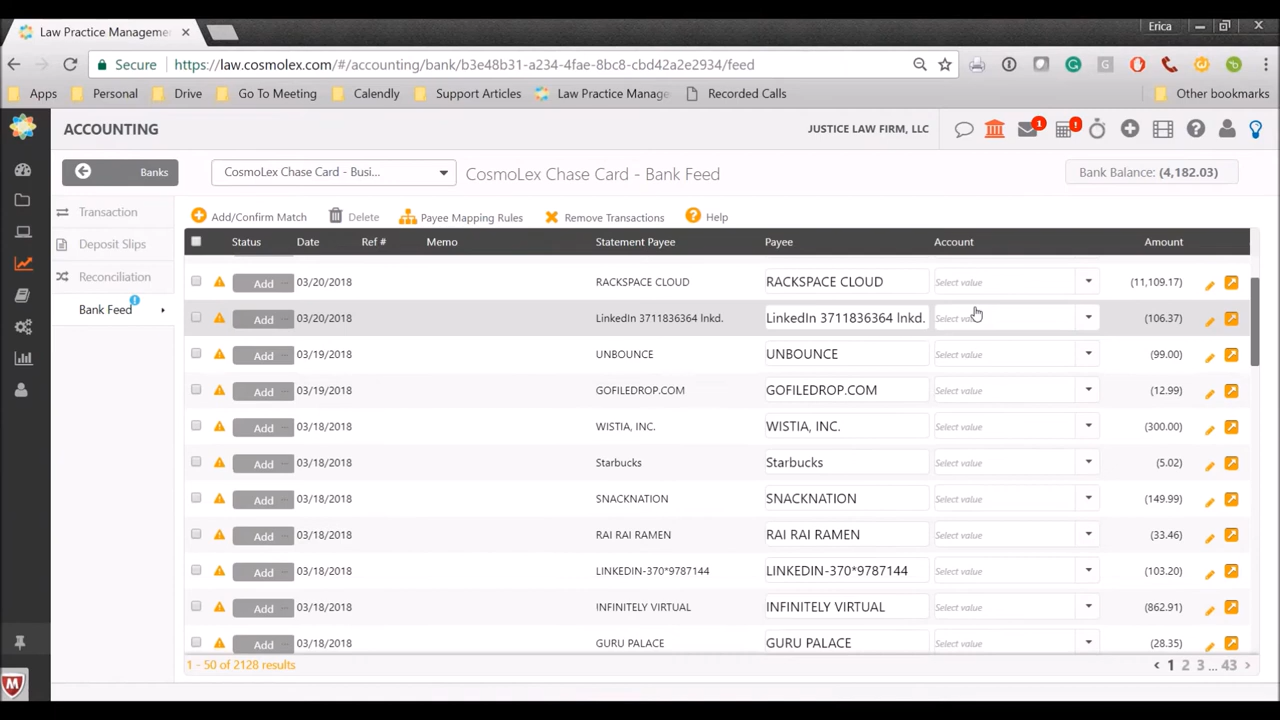 Law Practice Manageme
Erica
Secure https://law.cosmolex.com/#/accounting/bank/b3e48b31-a234-4fae-8bc8-cbd42a2e2934/feed
Apps Personal Drive Go To Meeting Calendly Support Articles Law Practice Manage Recorded Calls Other bookmarks
ACCOUNTING JUSTICE LAW FIRM, LLC 1 !
Banks CosmoLex Chase Card - Busi... CosmoLex Chase Card - Bank Feed Bank Balance: (4,182.03)
Transaction
Deposit Slips
Reconciliation
Bank Feed
Add/Confirm Match Delete Payee Mapping Rules Remove Transactions Help
Status Date Ref # Memo Statement Payee Payee Account Amount
Add 03/20/2018 RACKSPACE CLOUD RACKSPACE CLOUD Select value (11,109.17)
Add 03/20/2018 LinkedIn 3711836364 lnkd. LinkedIn 3711836364 lnkd. Select value (106.37)
Add 03/19/2018 UNBOUNCE UNBOUNCE Select value (99.00)
Add 03/19/2018 GOFILEDROP.COM GOFILEDROP.COM Select value (12.99)
Add 03/18/2018 WISTIA, INC. WISTIA, INC. Select value (300.00)
Add 03/18/2018 Starbucks Starbucks Select value (5.02)
Add 03/18/2018 SNACKNATION SNACKNATION Select value (149.99)
Add 03/18/2018 RAI RAI RAMEN RAI RAI RAMEN Select value (33.46)
Add 03/18/2018 LINKEDIN-370*9787144 LINKEDIN-370*9787144 Select value (103.20)
Add 03/18/2018 INFINITELY VIRTUAL INFINITELY VIRTUAL Select value (862.91)
Add 03/18/2018 GURU PALACE GURU PALACE Select value (28.35)
1 - 50 of 2128 results < 1 2 3 ... 43 >